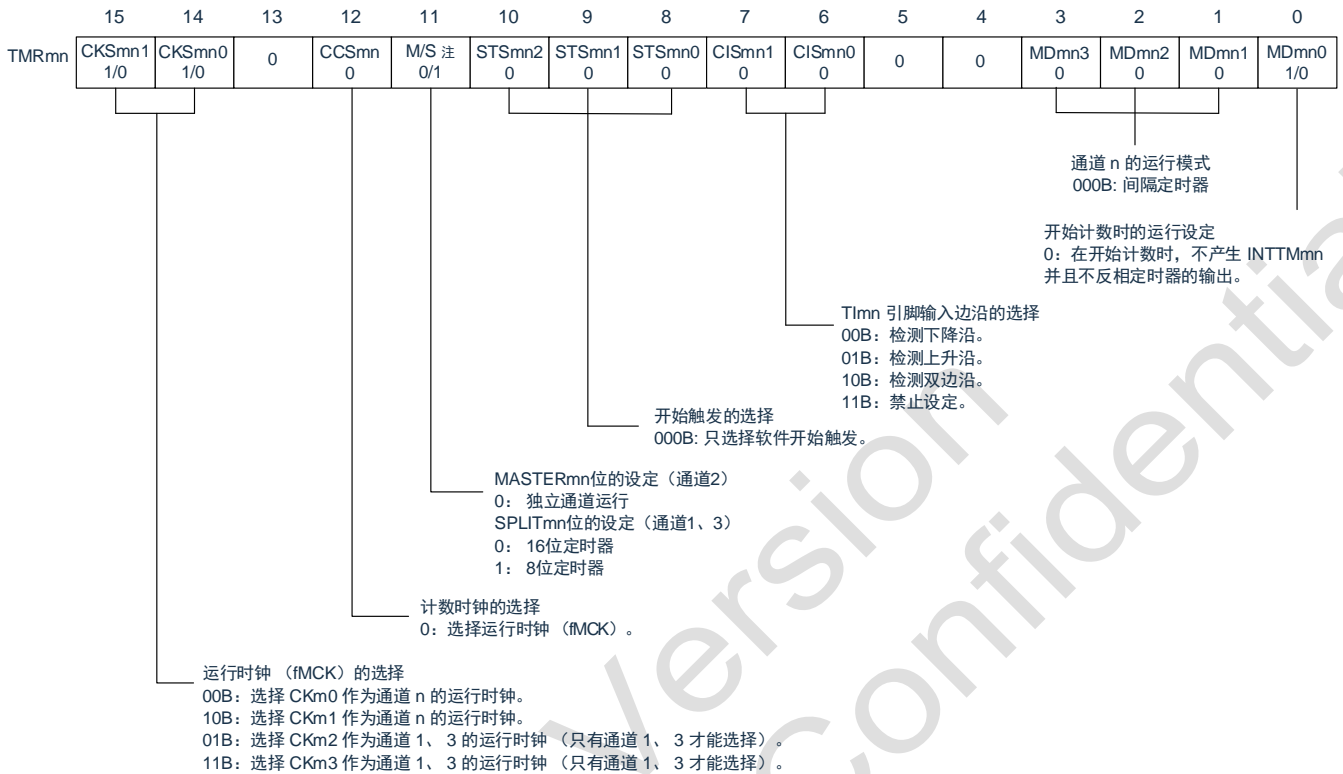 15 14 13 12 11 10 9 8 7 6 5 4 3 2 1 0
TMRmn CKSmn1 CKSmn0 0 CCSmn M/S 注 STSmn2 STSmn1 STSmn0 CISmn1 CISmn0 0 0 MDmn3 MDmn2 MDmn1 MDmn0
1/0 1/0 0 0/1 0 0 0 0 0 0 0 0 1/0
通道 n 的运行模式
000B: 间隔定时器
开始计数时的运行设定
0：在开始计数时，不产生 INTTMmn
并且不反相定时器的输出。
TImn 引脚输入边沿的选择
00B：检测下降沿。
01B：检测上升沿。
10B：检测双边沿。
11B：禁止设定。
开始触发的选择
000B: 只选择软件开始触发。
MASTERmn位的设定（通道2）
0： 独立通道运行
SPLITmn位的设定（通道1、3）
0： 16位定时器
1： 8位定时器
计数时钟的选择
0：选择运行时钟（fMCK）。
运行时钟 （fMCK）的选择
00B：选择 CKm0 作为通道 n 的运行时钟。
10B：选择 CKm1 作为通道 n 的运行时钟。
01B：选择 CKm2 作为通道 1、 3 的运行时钟 （只有通道 1、 3 才能选择）。
11B：选择 CKm3 作为通道 1、 3 的运行时钟 （只有通道 1、 3 才能选择）。
Version
Confidential